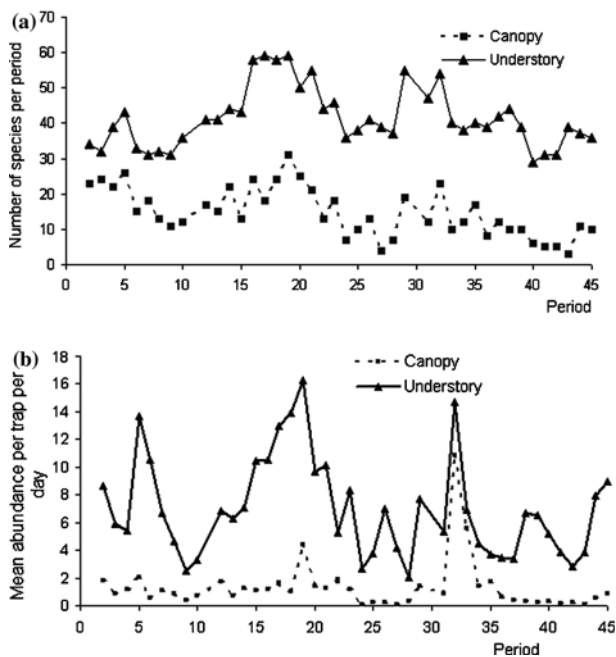 (a)
70
60
50
40
30
20
10
0
Number of species per period
Canopy
Understory
0 5 10 15 20 25 30 35 40 45
Period
(b)
18
16
14
12
10
8
6
4
2
0
Mean abundance per trap per
day
Canopy
Understory
0 5 10 15 20 25 30 35 40 45
Period